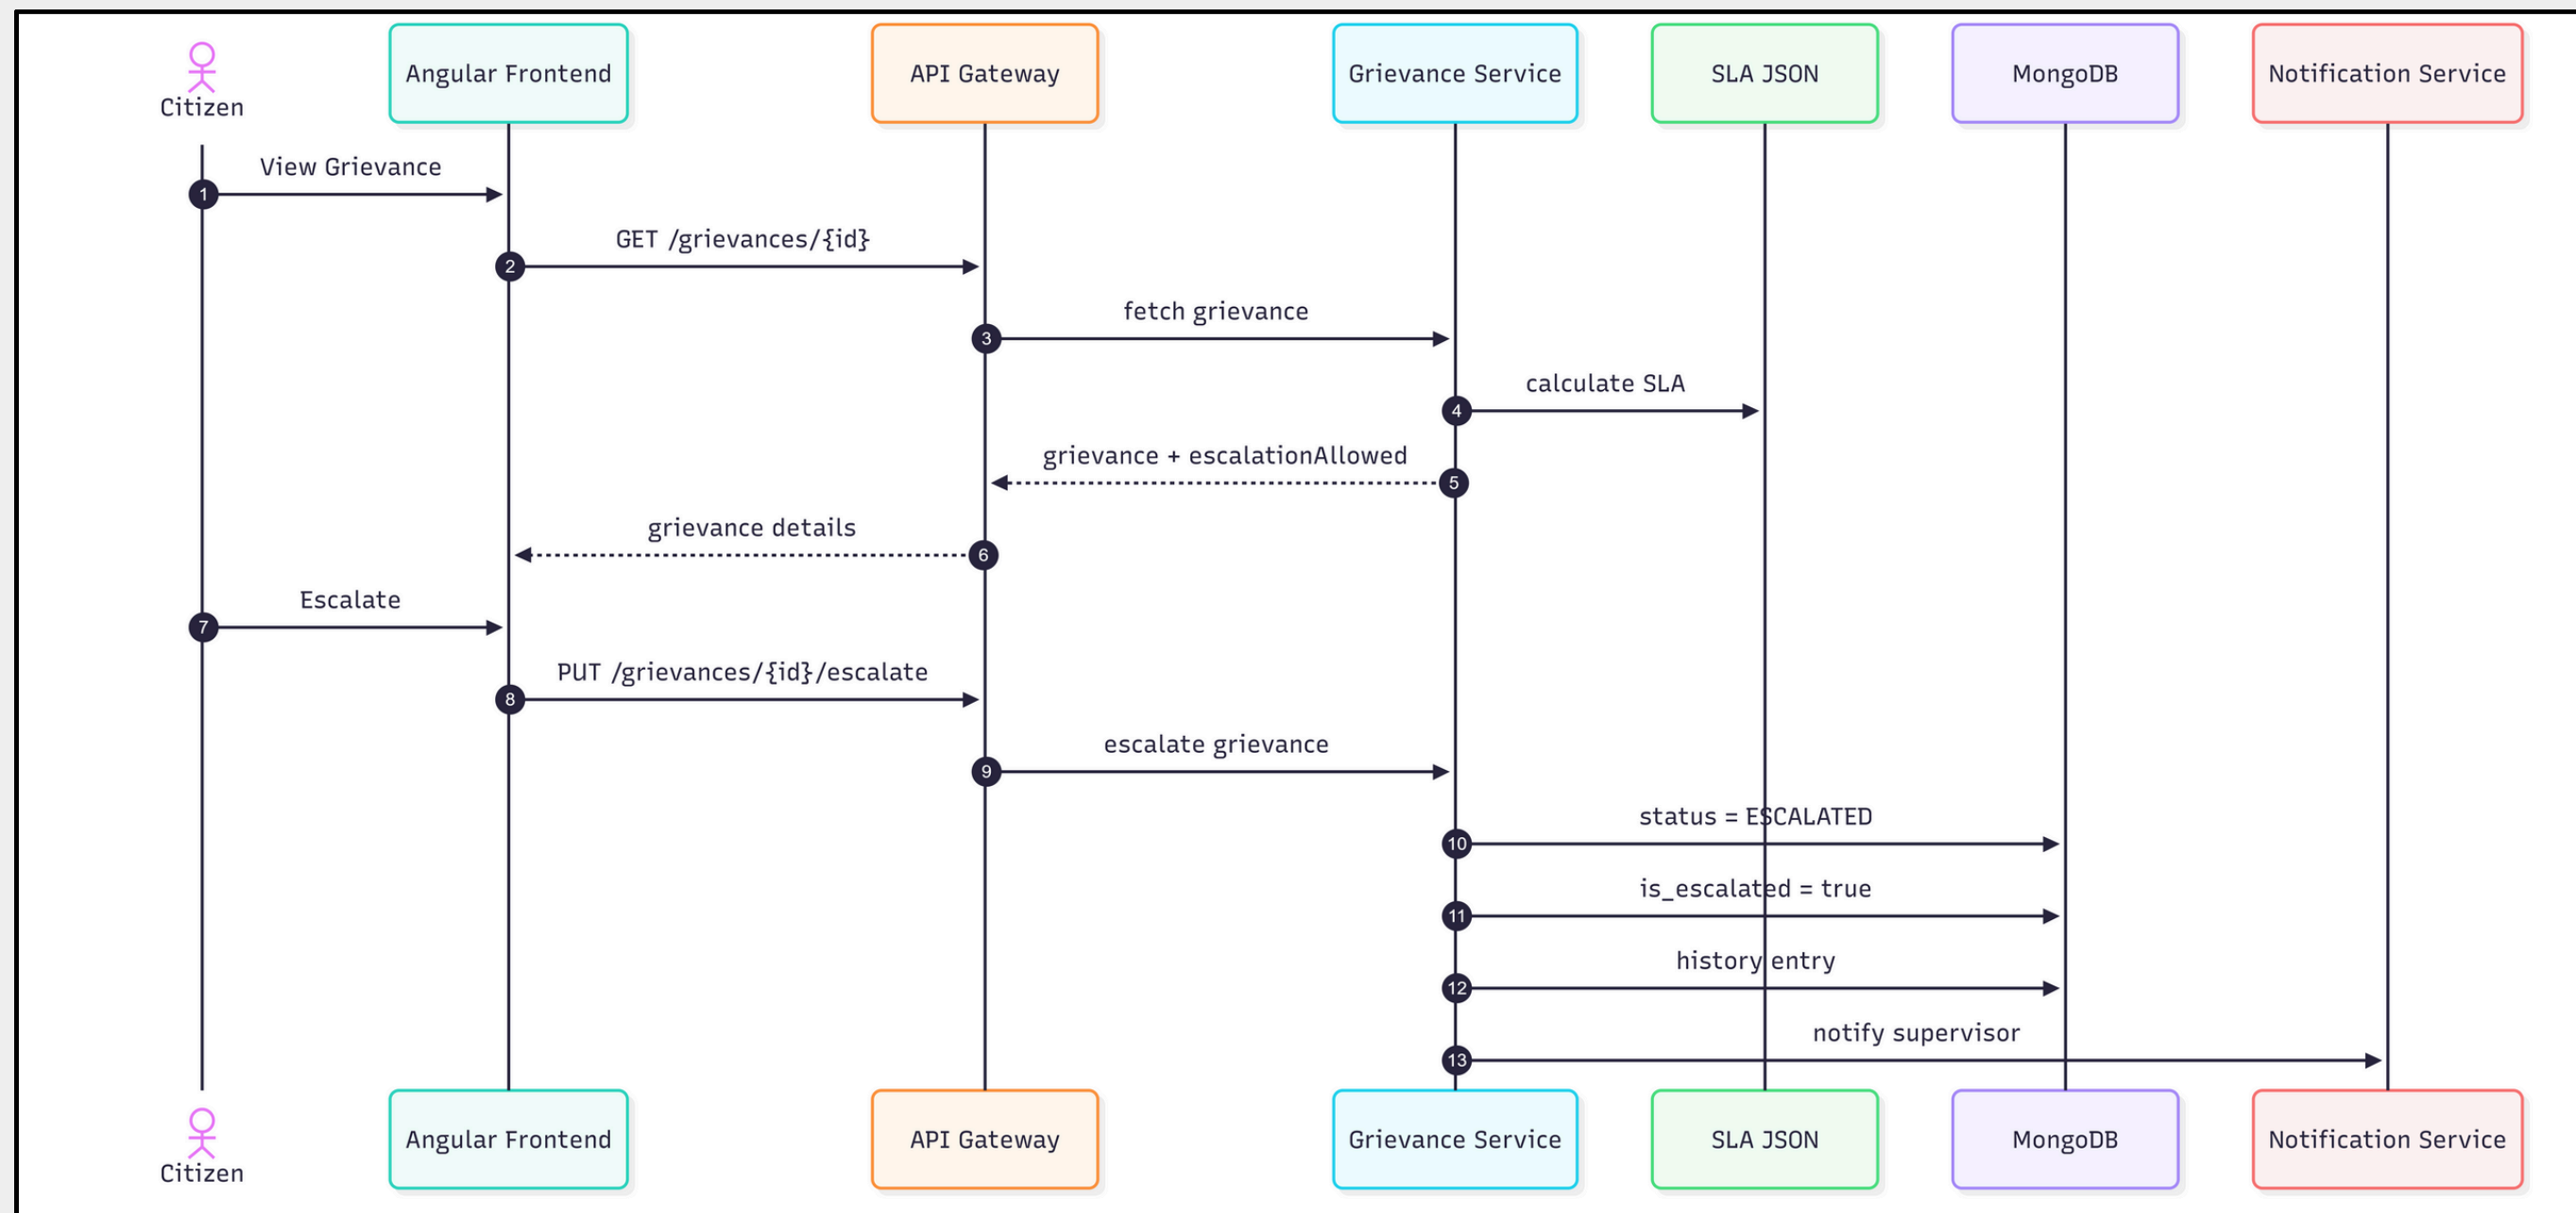 Citizen
Angular Frontend
API Gateway
Grievance Service
SLA JSON
MongoDB
Notification Service
View Grievance
1
GET /grievances/{id}
2
fetch grievance
3
calculate SLA
4
grievance + escalationAllowed
5
grievance details
6
Escalate
7
PUT /grievances/{id}/escalate
8
escalate grievance
9
status = ESCALATED
10
is_escalated = true
11
history entry
12
notify supervisor
13
Citizen
Angular Frontend
API Gateway
Grievance Service
SLA JSON
MongoDB
Notification Service